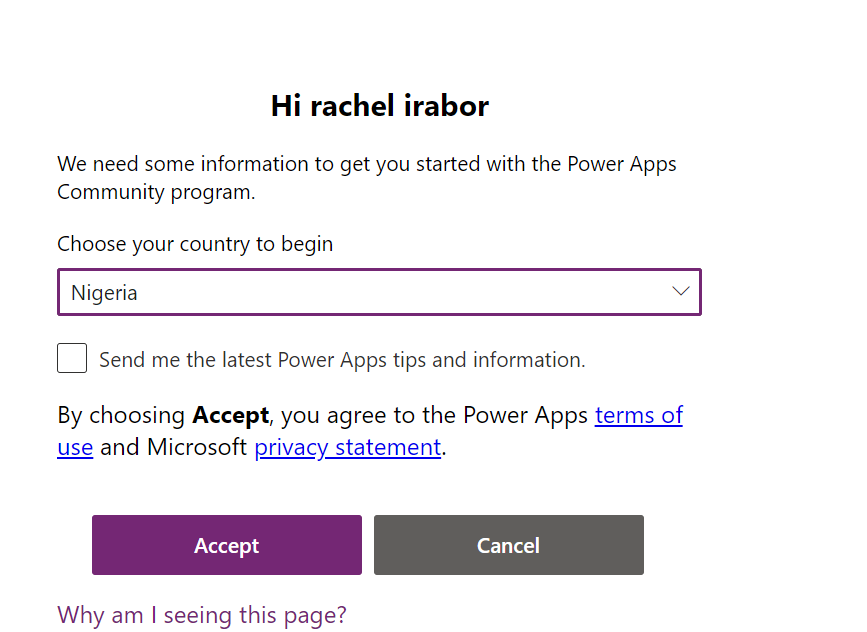 Hi rachel irabor
We need some information to get you started with the Power Apps
Community program.
Choose your country to begin
Nigeria
Send me the latest Power Apps tips and information.
By choosing Accept, you agree to the Power Apps terms of
use and Microsoft privacy statement.
Accept
Cancel
Why am I seeing this page?